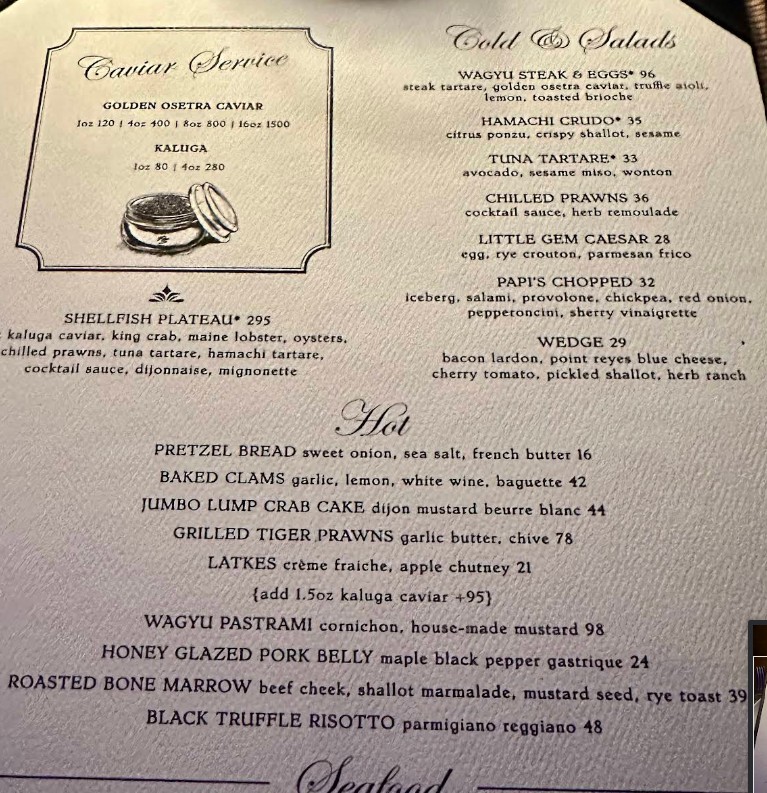 Caviar Service
GOLDEN OSETRA CAVIAR
1oz 120 | 4oz 400 | 8oz 800 | 16oz 1500
KALUGA
1oz 80 | 4oz 280
SHELLFISH PLATEAU* 295
kaluga caviar, king crab, maine lobster, oysters,
chilled prawns, tuna tartare, hamachi tartare,
cocktail sauce, dijonnaise, mignonette
Cold & Salads
WAGYU STEAK & EGGS* 96
steak tartare, golden osetra caviar, truffle aioli,
lemon, toasted brioche
HAMACHI CRUDO* 35
citrus ponzu, crispy shallot, sesame
TUNA TARTARE* 33
avocado, sesame miso, wonton
CHILLED PRAWNS 36
cocktail sauce, herb remoulade
LITTLE GEM CAESAR 28
egg, rye crouton, parmesan frico
PAPI'S CHOPPED 32
iceberg, salami, provolone, chickpea, red onion,
pepperoncini, sherry vinaigrette
WEDGE 29
bacon lardon, point reyes blue cheese,
cherry tomato, pickled shallot, herb ranch
Hot
PRETZEL BREAD sweet onion, sea salt, french butter 16
BAKED CLAMS garlic, lemon, white wine, baguette 42
JUMBO LUMP CRAB CAKE dijon mustard beurre blanc 44
GRILLED TIGER PRAWNS garlic butter, chive 78
LATKES crème fraiche, apple chutney 21
{add 1.5oz kaluga caviar +95}
WAGYU PASTRAMI cornichon, house-made mustard 98
HONEY GLAZED PORK BELLY maple black pepper gastrique 24
ROASTED BONE MARROW beef cheek, shallot marmalade, mustard seed, rye toast 39
BLACK TRUFFLE RISOTTO parmigiano reggiano 48
Seafood